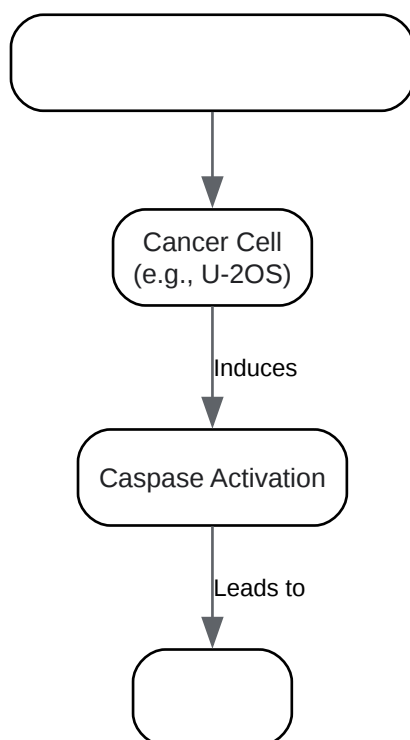 Cancer Cell
(e.g., U-2OS)
Induces
Caspase Activation
Leads to